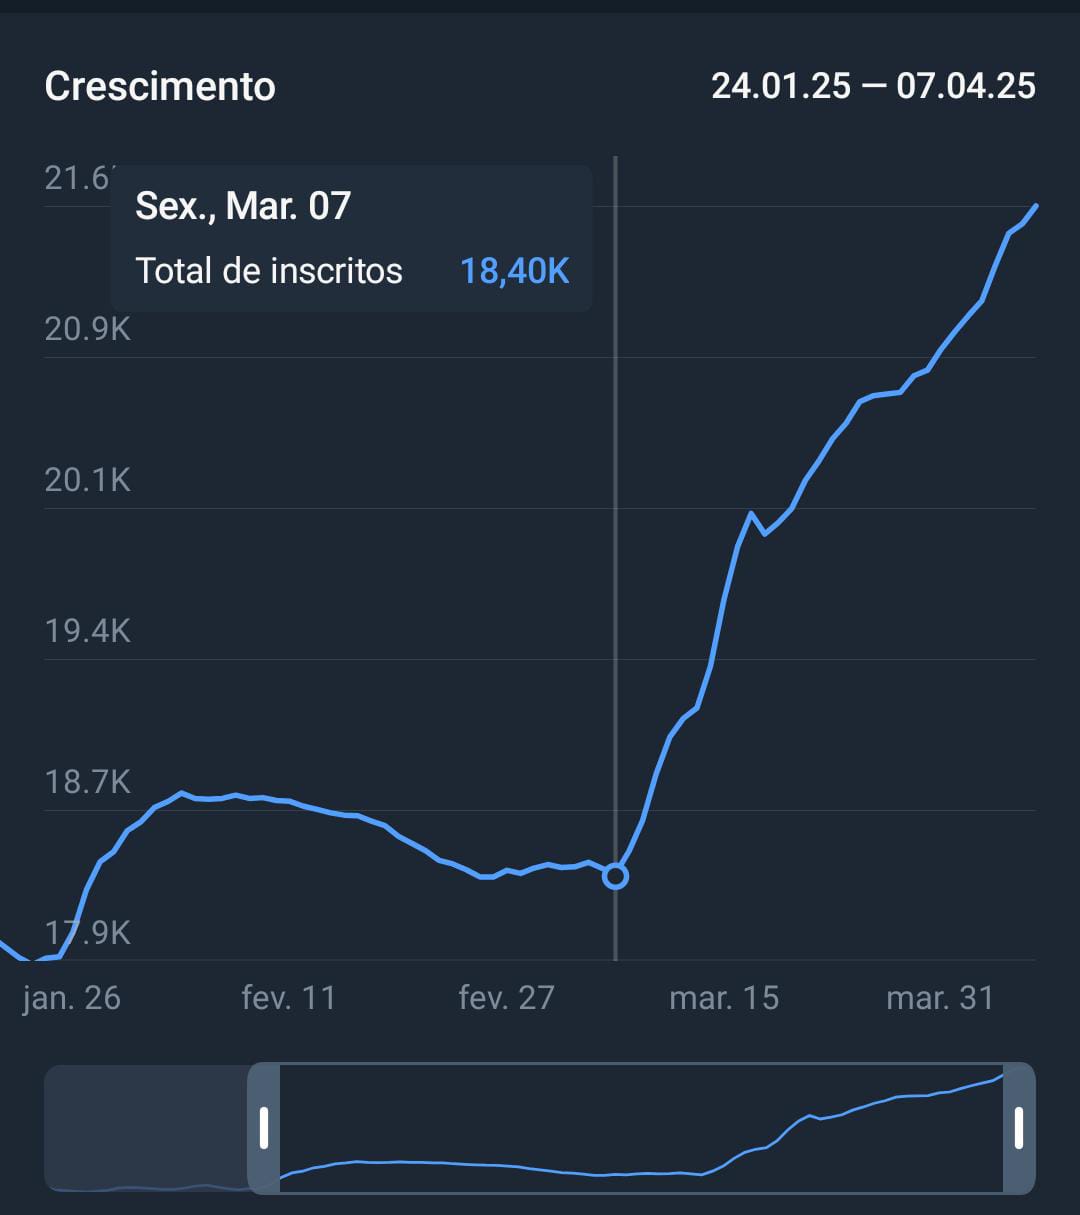 Crescimento
24.01.25 — 07.04.25
21.6
Sex., Mar. 07
Total de inscritos 18,40K
20.9K
20.1K
19.4K
18.7K
17.9K
jan. 26 fev. 11 fev. 27 mar. 15 mar. 31